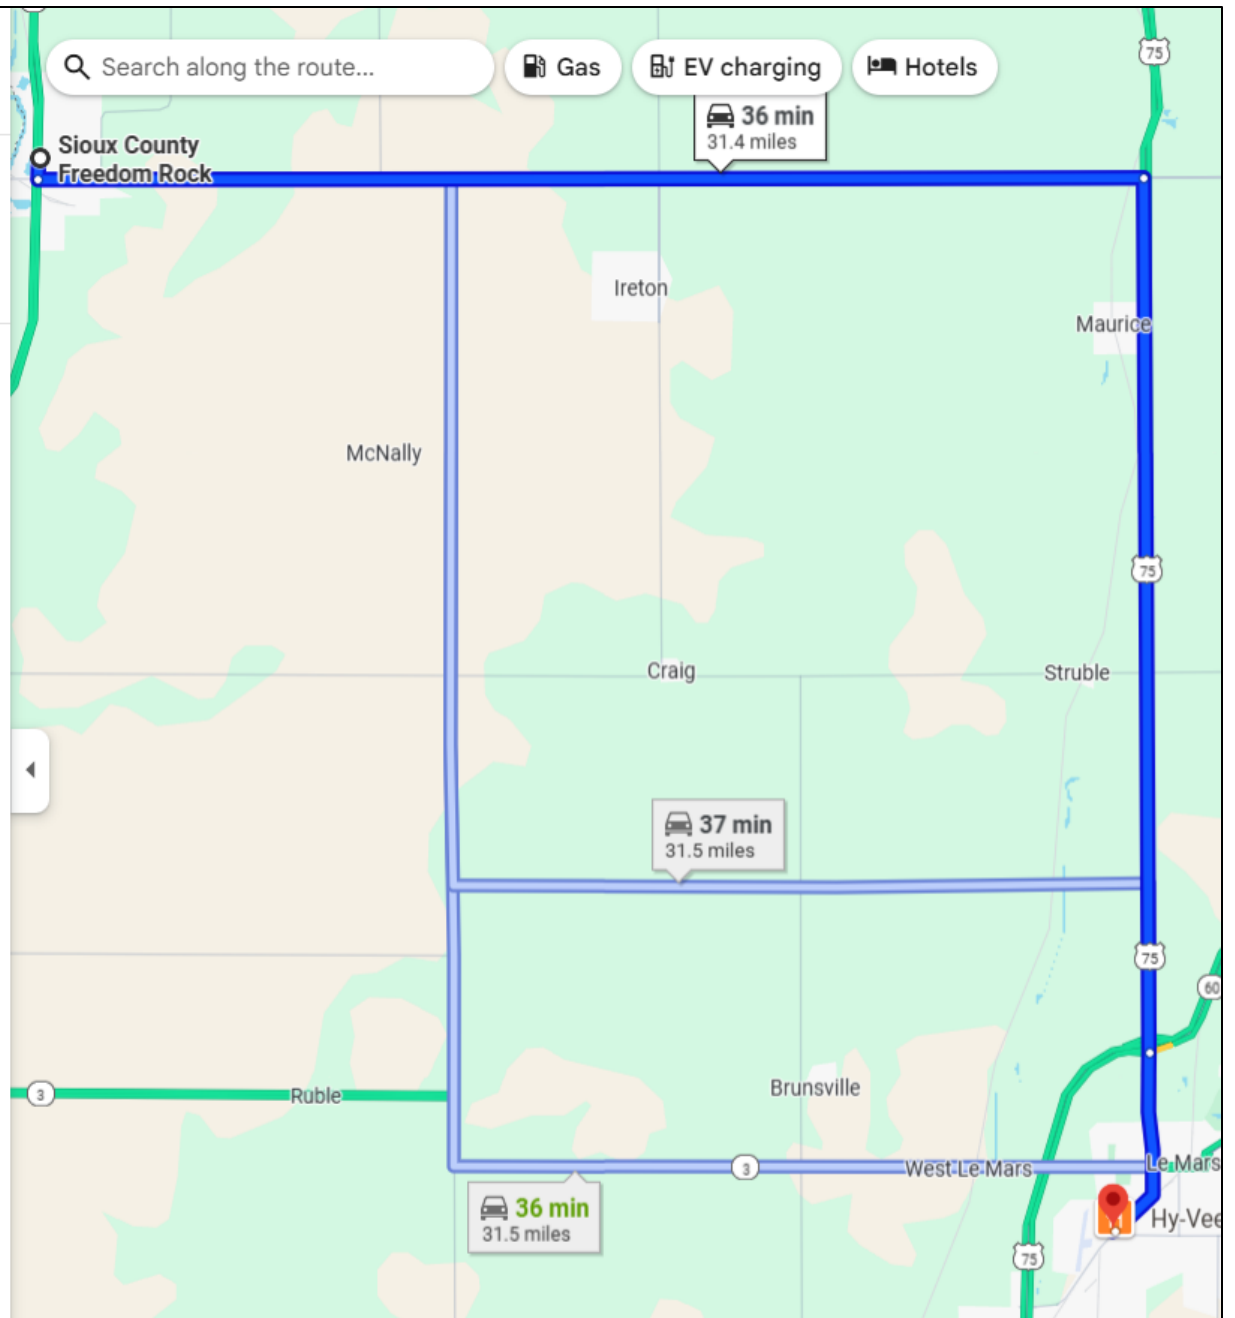 75
Search along the route...
Gas
EV charging
Hotels
36 min
31.4 miles
Sioux County
Freedom Rock
Ireton
Maurice
McNally
75
Craig
Struble
37 min
31.5 miles
75
60
3
Ruble
Brunsville
3
West Le Mars
Le Mars
36 min
31.5 miles
Hy-Vee
75